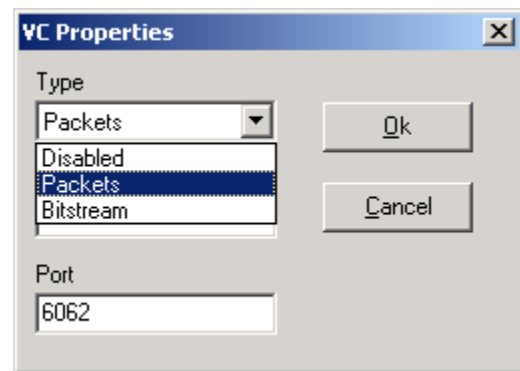 VC Properties
Type
Packets
Disabled
Packets
Bitstream
Port
6062
Ok
Cancel